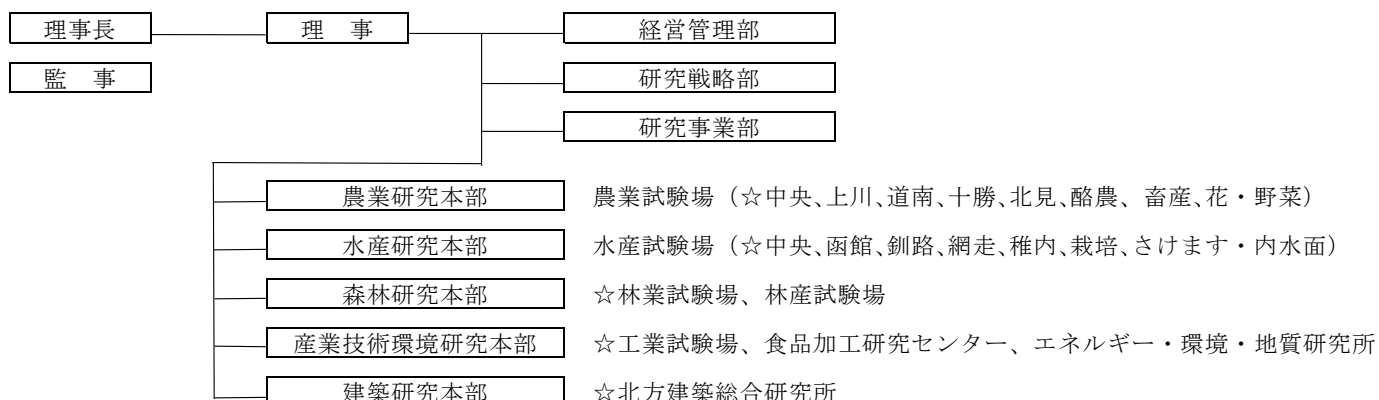 理事長 理　事 経営管理部
監　事 研究戦略部
研究事業部
農業研究本部 農業試験場（☆中央、上川、道南、十勝、北見、酪農、畜産、花・野菜）
水産研究本部 水産試験場（☆中央、函館、釧路、網走、稚内、栽培、さけます・内水面）
森林研究本部 ☆林業試験場、林産試験場
産業技術環境研究本部 ☆工業試験場、食品加工研究センター、エネルギー・環境・地質研究所
建築研究本部 ☆北方建築総合研究所